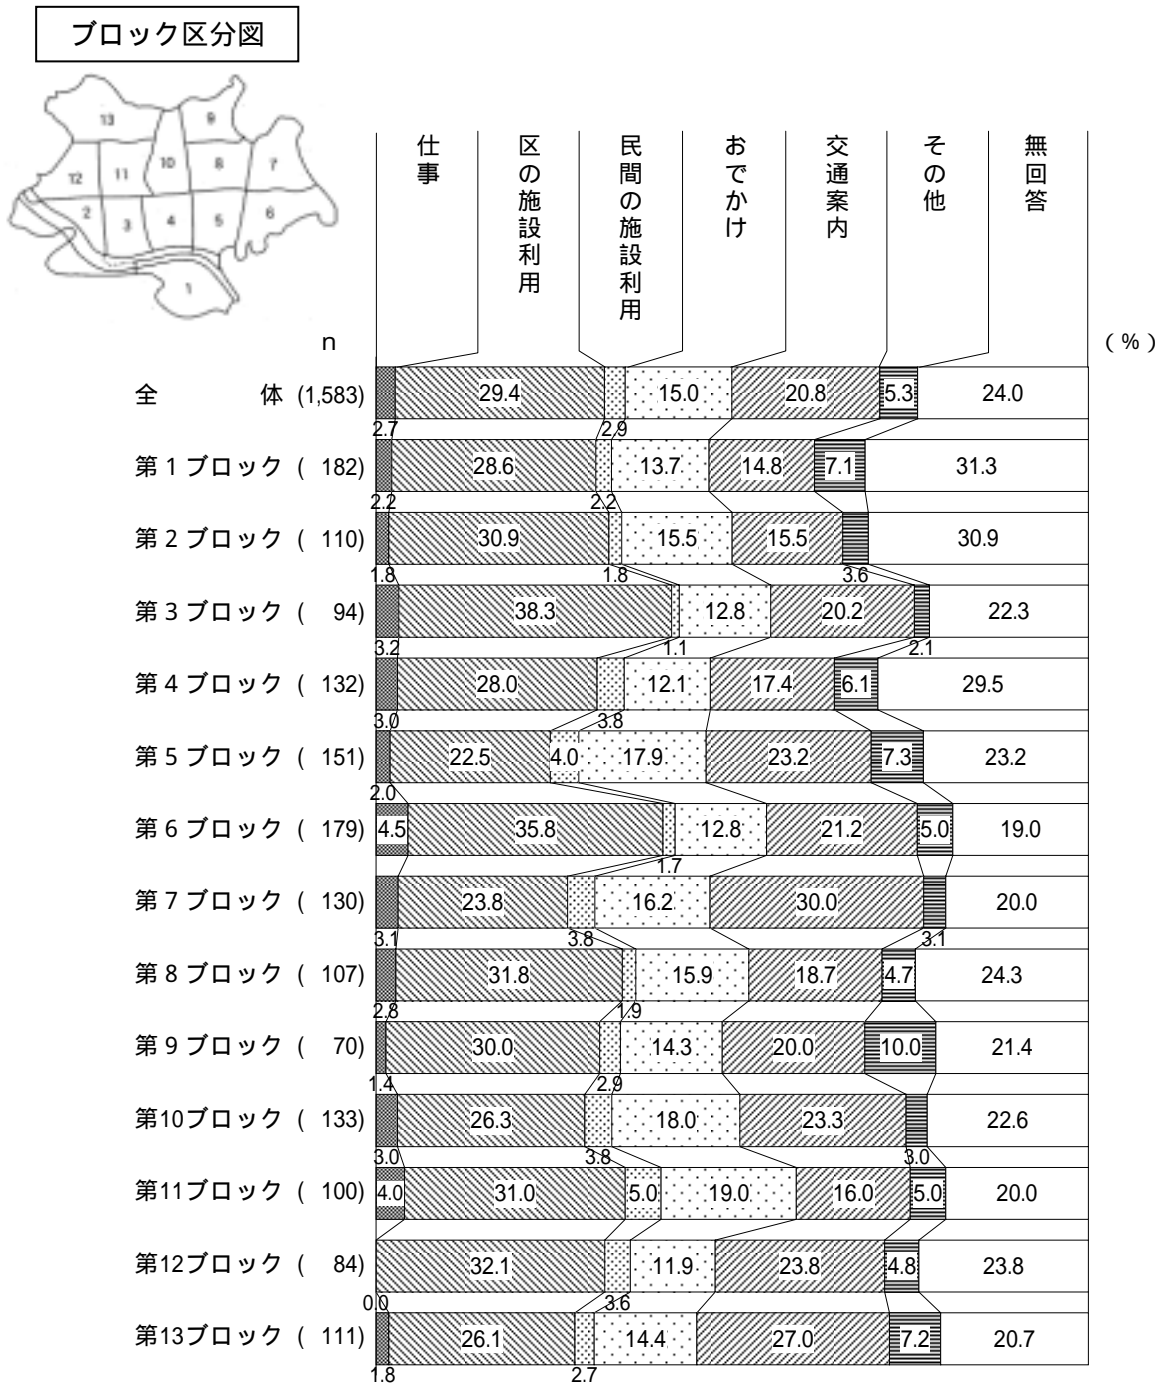 ブロック区分図
13
9
12
11
10
8
7
2
3
4
5
6
1
仕事
区の施設利用
民間の施設利用
おでかけ
交通案内
その他
無回答
n
(%)
全体 (1,583) 29.4 15.0 20.8 5.3 24.0
2.7 2.9
第1ブロック ( 182) 28.6 13.7 14.8 7.1 31.3
2.2 2.2
第2ブロック ( 110) 30.9 15.5 15.5 30.9
1.8 1.8 3.6
第3ブロック ( 94) 38.3 12.8 20.2 22.3
3.2 1.1 2.1
第4ブロック ( 132) 28.0 12.1 17.4 6.1 29.5
3.0 3.8
第5ブロック ( 151) 22.5 4.0 17.9 23.2 7.3 23.2
2.0
第6ブロック ( 179) 4.5 35.8 12.8 21.2 5.0 19.0
1.7
第7ブロック ( 130) 23.8 16.2 30.0 20.0
3.1 3.8 3.1
第8ブロック ( 107) 31.8 15.9 18.7 4.7 24.3
2.8 1.9
第9ブロック ( 70) 30.0 14.3 20.0 10.0 21.4
1.4 2.9
第10ブロック ( 133) 26.3 18.0 23.3 22.6
3.0 3.8 3.0
第11ブロック ( 100) 4.0 31.0 5.0 19.0 16.0 5.0 20.0
第12ブロック ( 84) 32.1 11.9 23.8 4.8 23.8
0.0 3.6
第13ブロック ( 111) 26.1 14.4 27.0 7.2 20.7
1.8 2.7